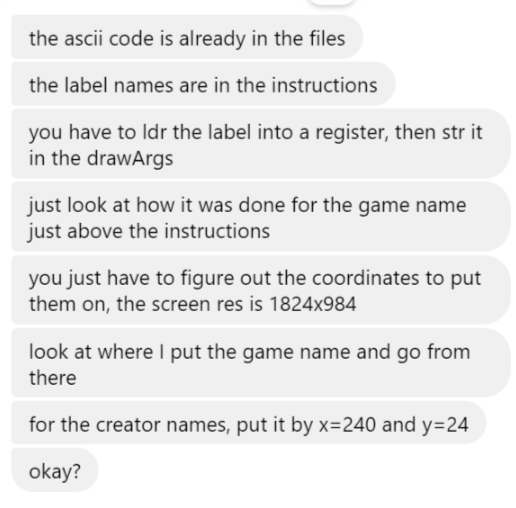 the ascii code is already in the files
the label names are in the instructions
you have to ldr the label into a register, then str it
in the drawArgs
just look at how it was done for the game name
just above the instructions
you just have to figure out the coordinates to put
them on, the screen res is 1824x984
look at where I put the game name and go from
there
for the creator names, put it by x=240 and y=24
okay?